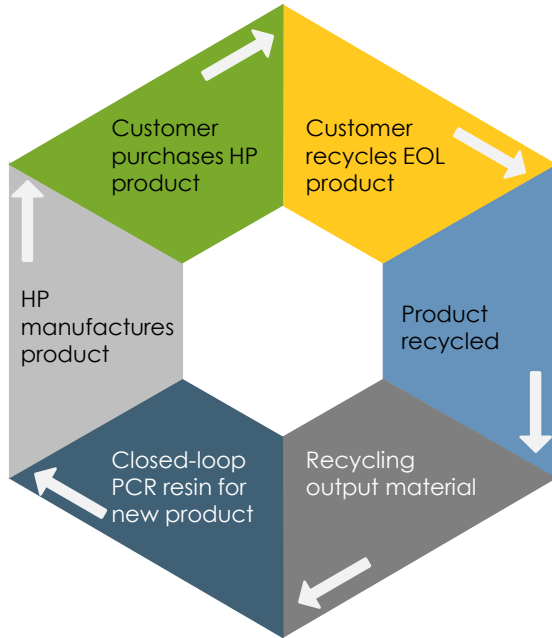 Customer
purchases HP
product
Customer
recycles EOL
product
Product
recycled
Recycling
output material
Closed-loop
PCR resin for
new product
HP
manufactures
product